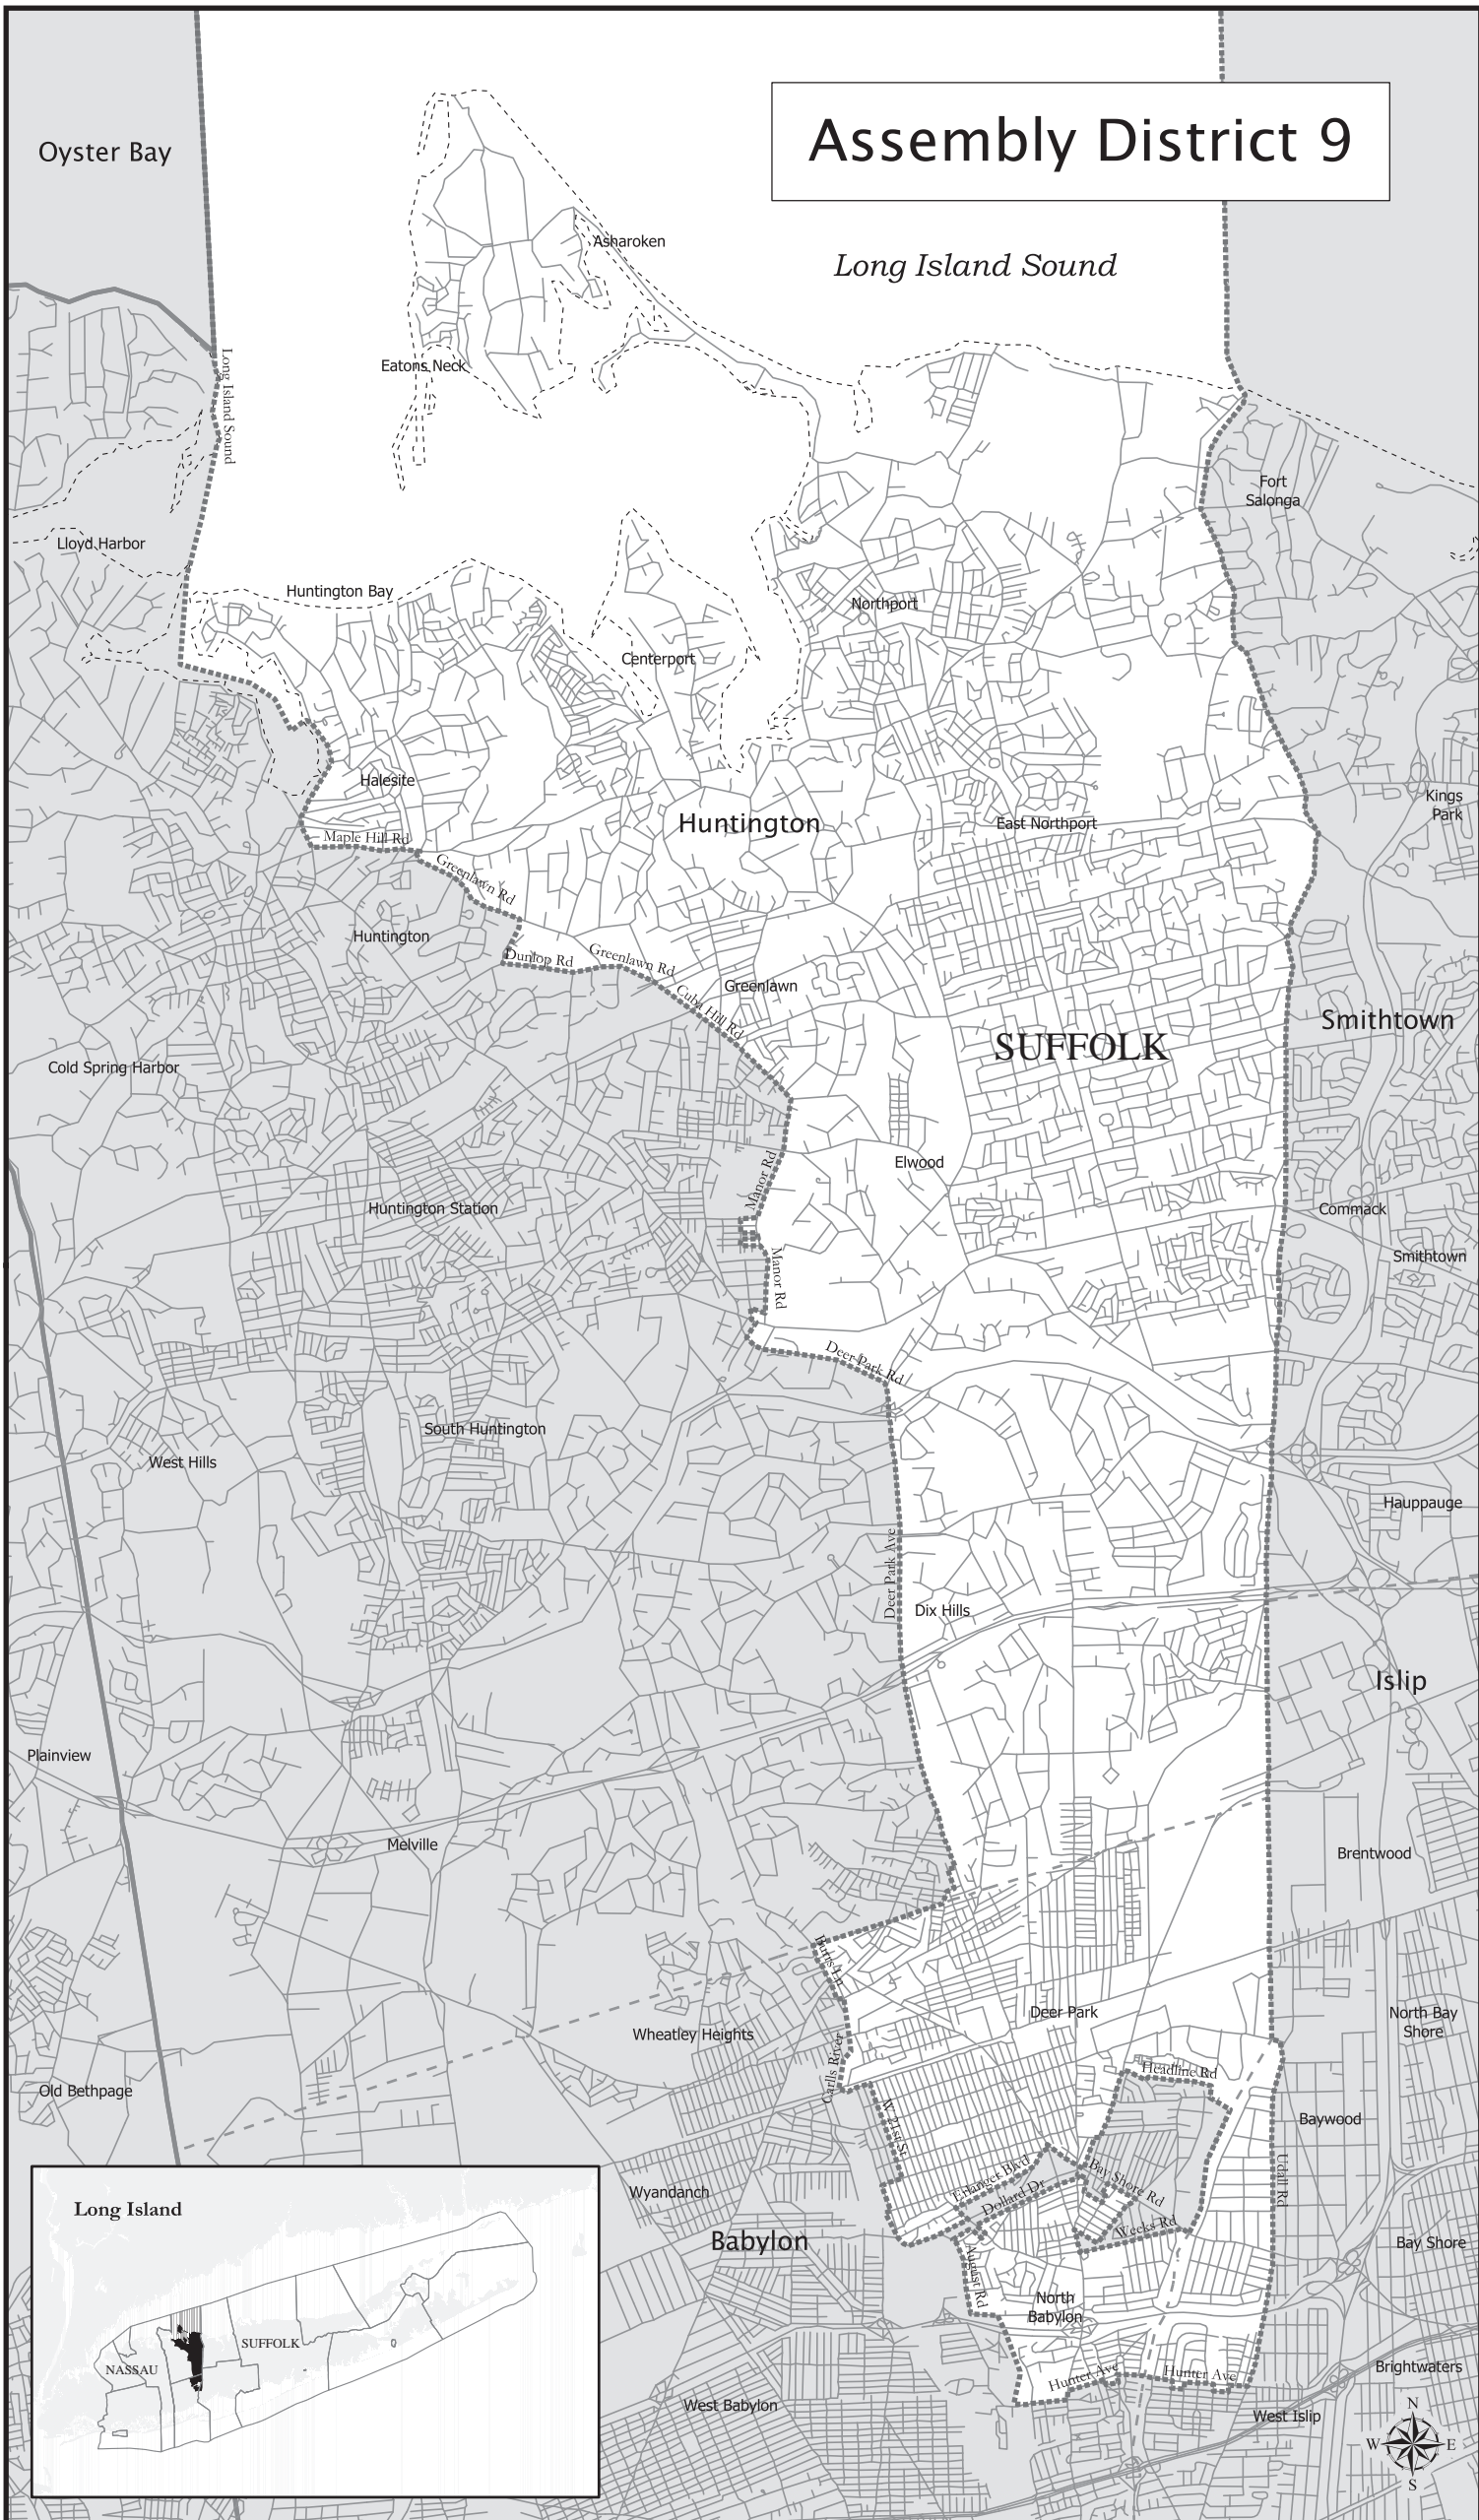 Assembly District 9
Oyster Bay
Long Island Sound
Asharoken
Eatons Neck
Long Island Sound
Fort
Salonga
Lloyd Harbor
Huntington Bay
Northport
Centerport
Halesite
Kings
Park
Huntington
East Northport
Maple Hill Rd
Greenlawn Rd
Huntington
Dunlop Rd
Greenlawn Rd
Greenlawn
Cuba Hill Rd
Smithtown
SUFFOLK
Cold Spring Harbor
Elwood
Manor Rd
Huntington Station
Commack
Smithtown
Manor Rd
Deer Park Rd
South Huntington
West Hills
Hauppauge
Deer Park Ave
Dix Hills
Islip
Plainview
Melville
Brentwood
Burrs Ln
Deer Park
North Bay
Shore
Wheatley Heights
Carlls River
Headline Rd
Old Bethpage
Baywood
W 21st St
Erlanger Blvd
Bay Shore Rd
Udall Rd
Wyandanch
Dollard Dr
Weeks Rd
Babylon
Bay Shore
August Rd
North
Babylon
Brightwaters
Hunter Ave
Hunter Ave
West Babylon
West Islip
Long Island
SUFFOLK
NASSAU
N
W
E
S